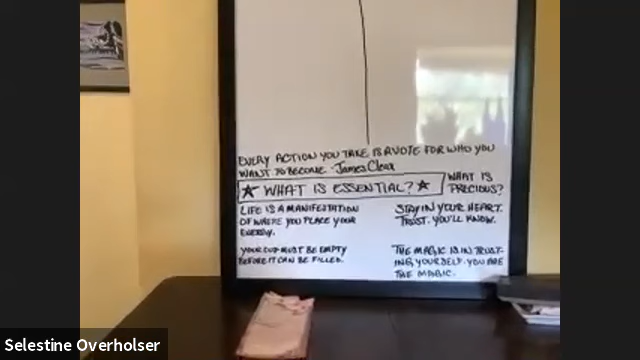 EVERY ACTION YOU TAKE IS A VOTE FOR WHO YOU
WANT TO BECOME - James Clear
★ WHAT IS ESSENTIAL? ★
WHAT IS
PRECIOUS?
LIFE IS A MANIFESTATION
OF WHERE YOU PLACE YOUR
ENERGY.
STAY IN YOUR HEART.
TRUST. YOU'LL KNOW.
YOUR CUP MUST BE EMPTY
BEFORE IT CAN BE FILLED.
THE MAGIC IS IN TRUST-
ING YOURSELF. YOU ARE
THE MAGIC.
Selestine Overholser